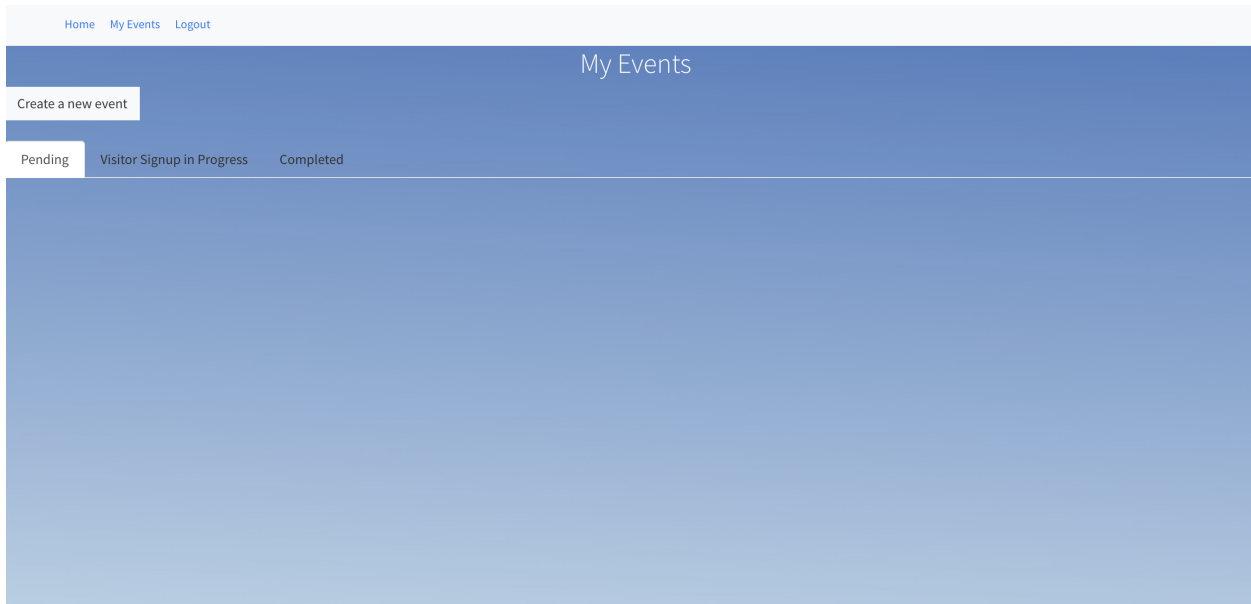 Home My Events Logout
My Events
Create a new event
Pending Visitor Signup in Progress Completed